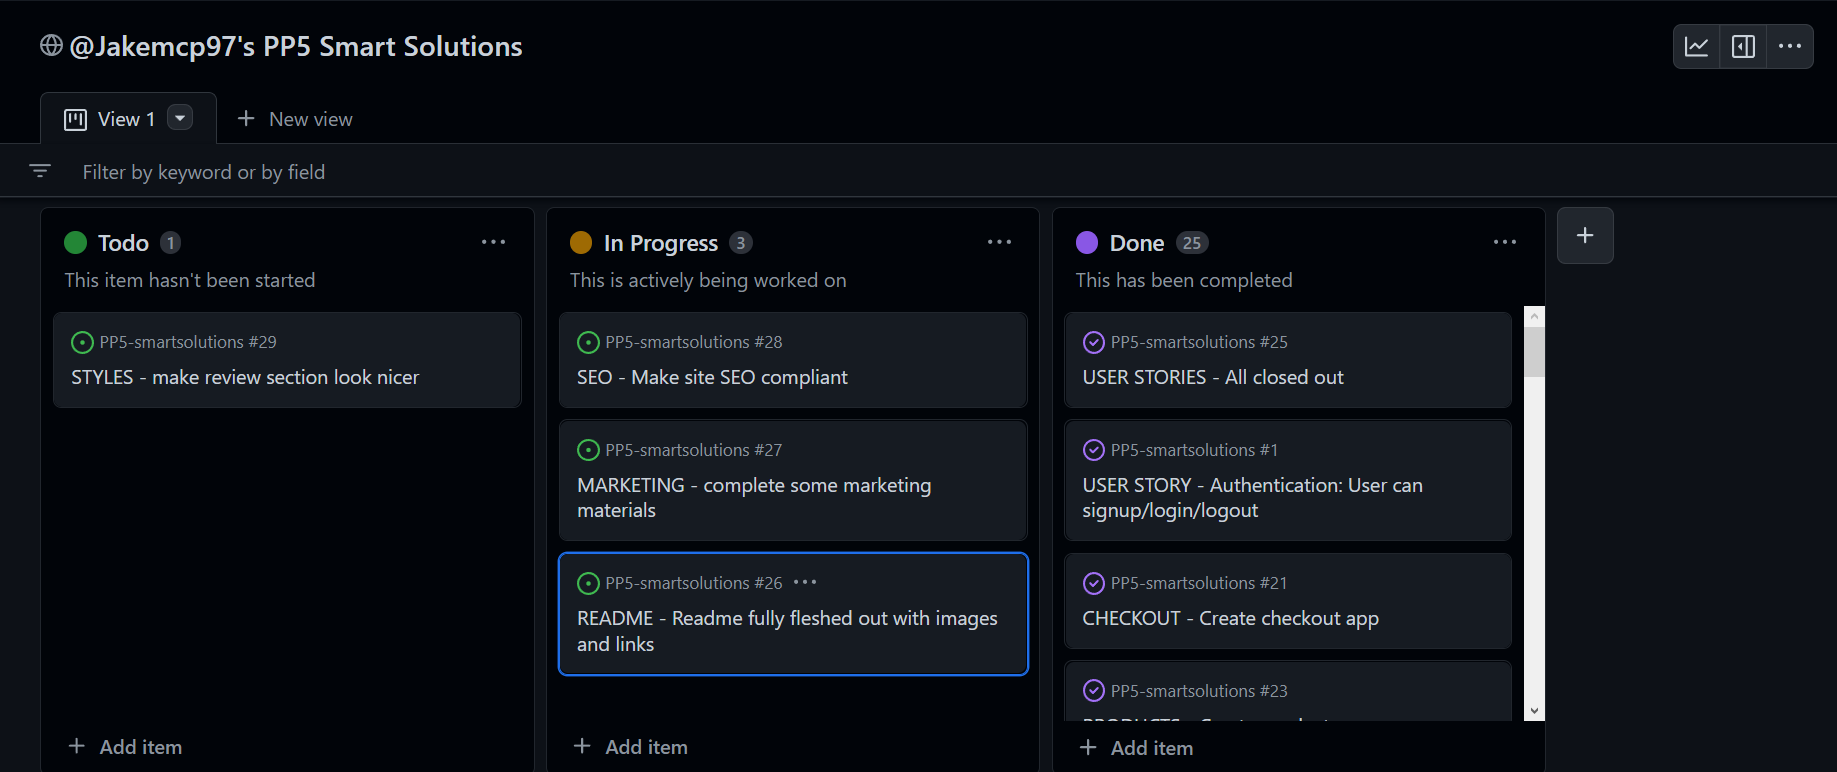 @Jakemcp97's PP5 Smart Solutions
View 1
New view
Filter by keyword or by field
Todo 1
This item hasn't been started
PP5-smartsolutions #29
STYLES - make review section look nicer
Add item
In Progress 3
This is actively being worked on
PP5-smartsolutions #28
SEO - Make site SEO compliant
PP5-smartsolutions #27
MARKETING - complete some marketing
materials
PP5-smartsolutions #26
README - Readme fully fleshed out with images
and links
Add item
Done 25
This has been completed
PP5-smartsolutions #25
USER STORIES - All closed out
PP5-smartsolutions #1
USER STORY - Authentication: User can
signup/login/logout
PP5-smartsolutions #21
CHECKOUT - Create checkout app
PP5-smartsolutions #23
Add item